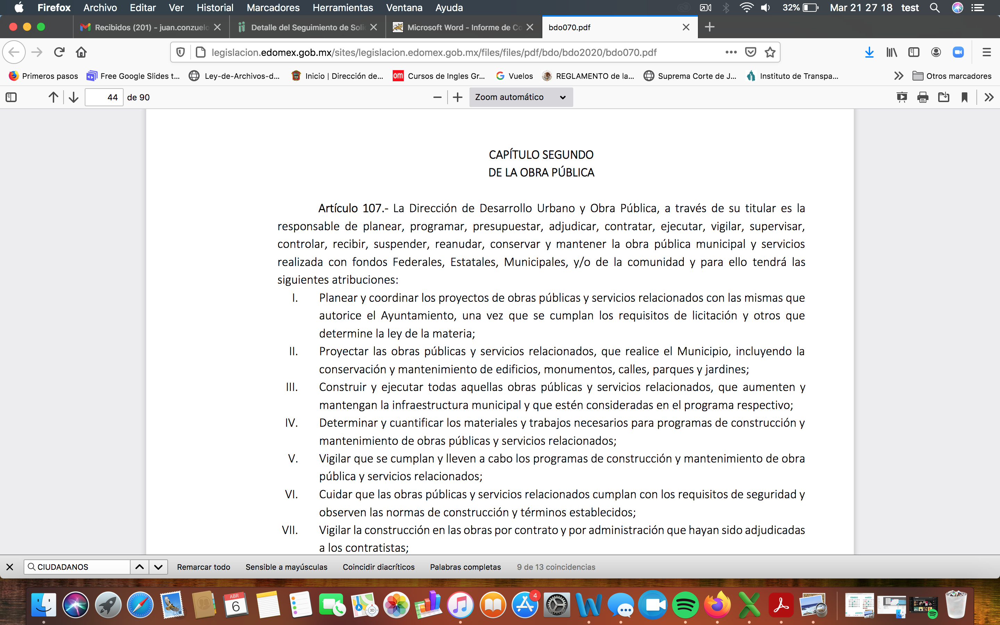 Firefox Archivo Editar Ver Historial Marcadores Herramientas Ventana Ayuda 32% Mar 21 27 18 test
Recibidos (201) - juan.conzuelo
Detalle del Seguimiento de Soli
Microsoft Word - Informe de Co
bdo070.pdf
legislacion.edomex.gob.mx/sites/legislacion.edomex.gob.mx/files/files/pdf/bdo/bdo2020/bdo070.pdf
Primeros pasos Free Google Slides t... Ley-de-Archivos-d... Inicio | Dirección de... om Cursos de Ingles Gr... Vuelos REGLAMENTO de la... Suprema Corte de J... Instituto de Transpa... Otros marcadores
44 de 90 Zoom automático
CAPÍTULO SEGUNDO
DE LA OBRA PÚBLICA
Artículo 107.- La Dirección de Desarrollo Urbano y Obra Pública, a través de su titular es la
responsable de planear, programar, presupuestar, adjudicar, contratar, ejecutar, vigilar, supervisar,
controlar, recibir, suspender, reanudar, conservar y mantener la obra pública municipal y servicios
realizada con fondos Federales, Estatales, Municipales, y/o de la comunidad y para ello tendrá las
siguientes atribuciones:
I. Planear y coordinar los proyectos de obras públicas y servicios relacionados con las mismas que
autorice el Ayuntamiento, una vez que se cumplan los requisitos de licitación y otros que
determine la ley de la materia;
II. Proyectar las obras públicas y servicios relacionados, que realice el Municipio, incluyendo la
conservación y mantenimiento de edificios, monumentos, calles, parques y jardines;
III. Construir y ejecutar todas aquellas obras públicas y servicios relacionados, que aumenten y
mantengan la infraestructura municipal y que estén consideradas en el programa respectivo;
IV. Determinar y cuantificar los materiales y trabajos necesarios para programas de construcción y
mantenimiento de obras públicas y servicios relacionados;
V. Vigilar que se cumplan y lleven a cabo los programas de construcción y mantenimiento de obra
pública y servicios relacionados;
VI. Cuidar que las obras públicas y servicios relacionados cumplan con los requisitos de seguridad y
observen las normas de construcción y términos establecidos;
VII. Vigilar la construcción en las obras por contrato y por administración que hayan sido adjudicadas
a los contratistas;
CIUDADANOS Remarcar todo Sensible a mayúsculas Coincidir diacríticos Palabras completas 9 de 13 coincidencias
ABR
6
3D
4
FEBRERO MARZO